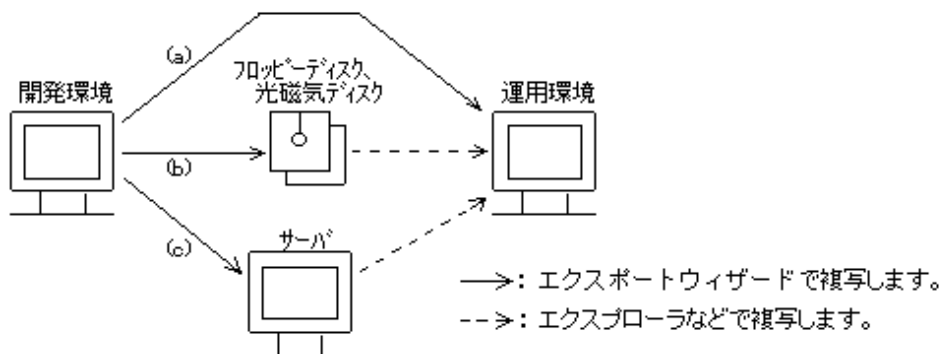 (a)
フロッピーディスク、
光磁気ディスク
開発環境
運用環境
(b)
(c)
サーバ
──>: エクスポートウィザードで複写します。
--->: エクスプローラなどで複写します。